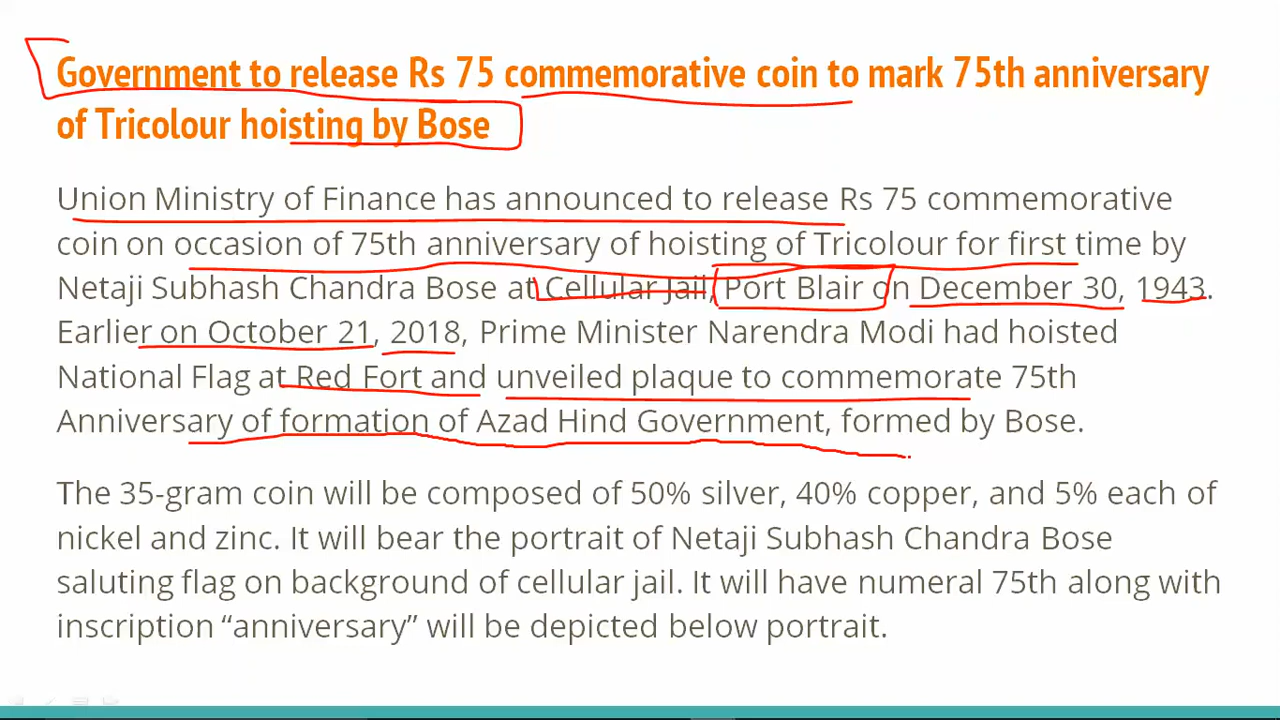 Government to release Rs 75 commemorative coin to mark 75th anniversary
of Tricolour hoisting by Bose
Union Ministry of Finance has announced to release Rs 75 commemorative
coin on occasion of 75th anniversary of hoisting of Tricolour for first time by
Netaji Subhash Chandra Bose at Cellular Jail, Port Blair on December 30, 1943.
Earlier on October 21, 2018, Prime Minister Narendra Modi had hoisted
National Flag at Red Fort and unveiled plaque to commemorate 75th
Anniversary of formation of Azad Hind Government, formed by Bose.
The 35-gram coin will be composed of 50% silver, 40% copper, and 5% each of
nickel and zinc. It will bear the portrait of Netaji Subhash Chandra Bose
saluting flag on background of cellular jail. It will have numeral 75th along with
inscription “anniversary” will be depicted below portrait.